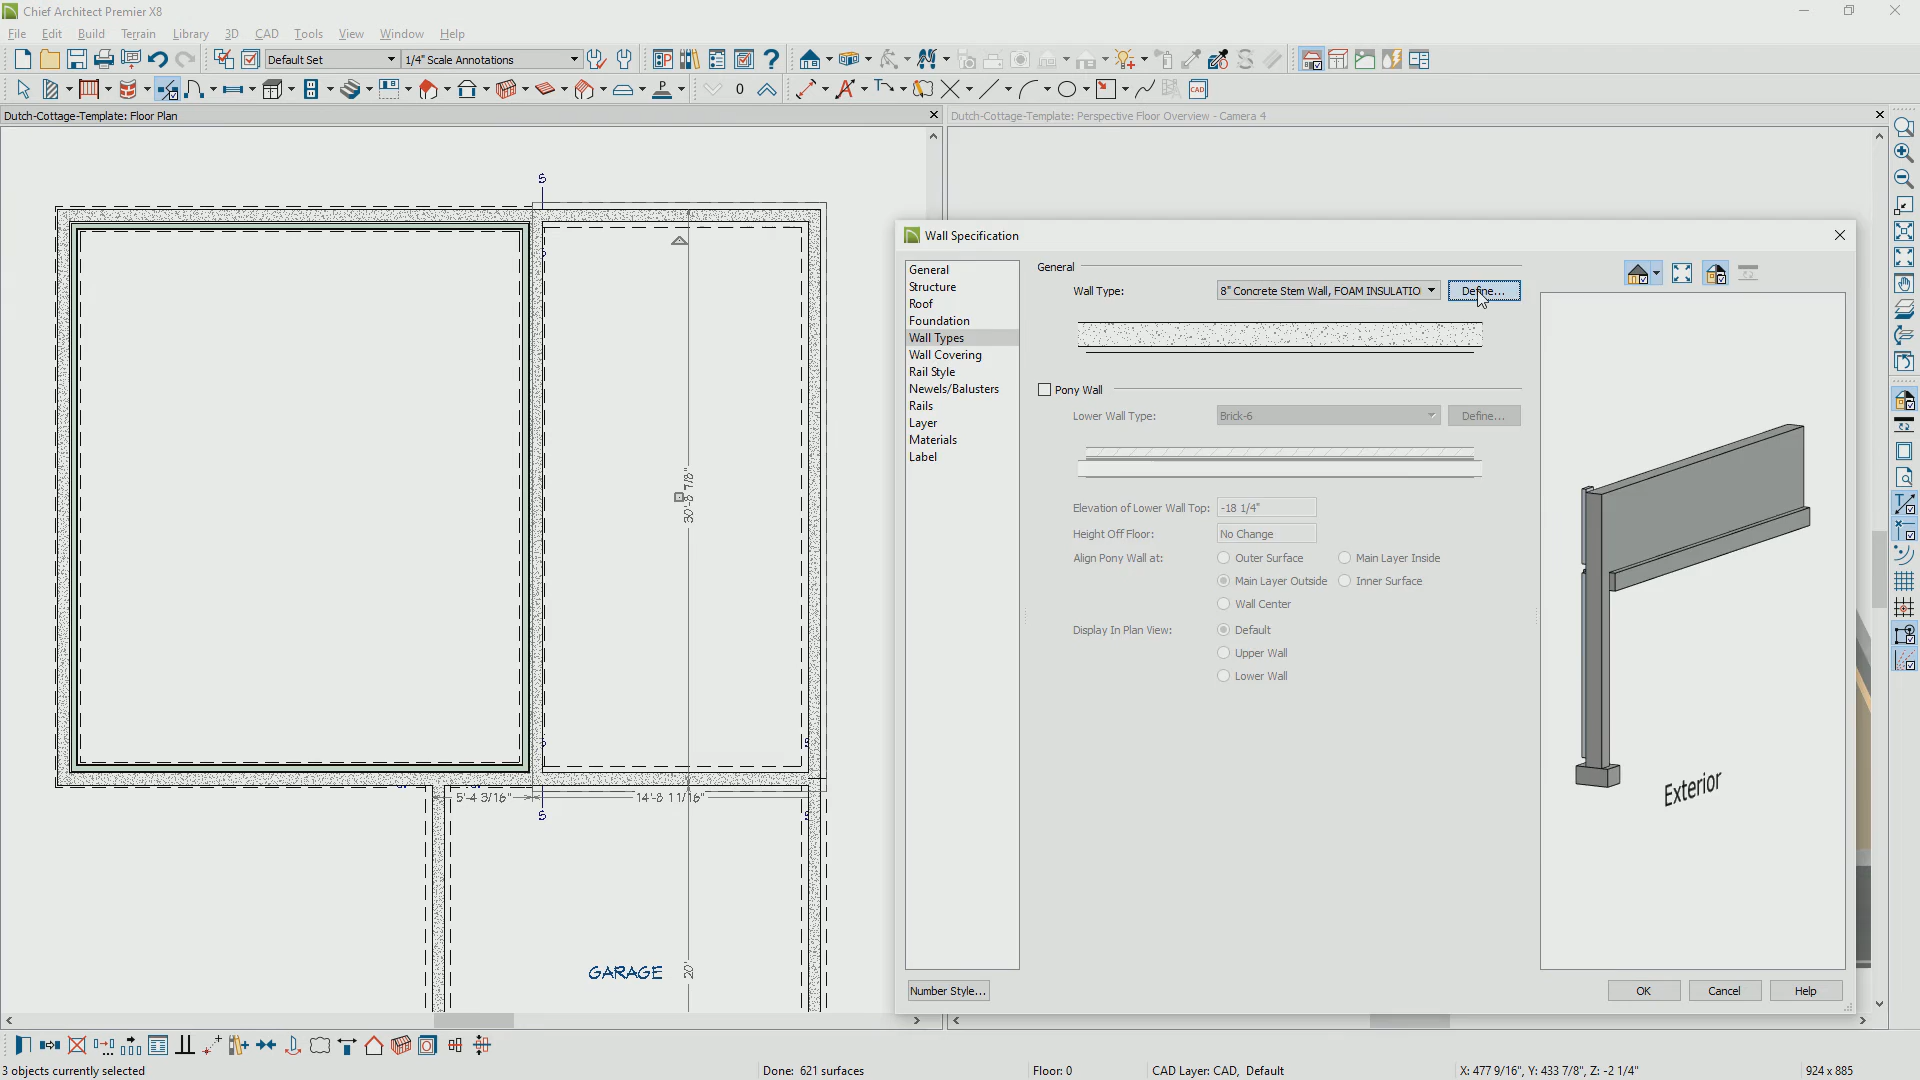 Chief Architect Premier X8
File Edit Build Terrain Library 3D CAD Tools View Window Help
Default Set 1/4" Scale Annotations
0 CAD
Dutch-Cottage-Template: Floor Plan
Dutch-Cottage-Template: Perspective Floor Overview - Camera 4
30'-8 7/8"
5'-4 3/16" 14'-8 11/16"
GARAGE
20'
Wall Specification
General
Structure
Roof
Foundation
Wall Types
Wall Covering
Rail Style
Newels/Balusters
Rails
Layer
Materials
Label
Number Style...
General
Wall Type: 8" Concrete Stem Wall, FOAM INSULATIO Define...
Pony Wall
Lower Wall Type: Brick-6 Define...
Elevation of Lower Wall Top: -18 1/4"
Height Off Floor: No Change
Align Pony Wall at: Outer Surface Main Layer Inside
Main Layer Outside Inner Surface
Wall Center
Display In Plan View: Default
Upper Wall
Lower Wall
Exterior
OK Cancel Help
3 objects currently selected Done: 621 surfaces Floor: 0 CAD Layer: CAD, Default X: 477 9/16", Y: 433 7/8", Z: -2 1/4" 924 x 885